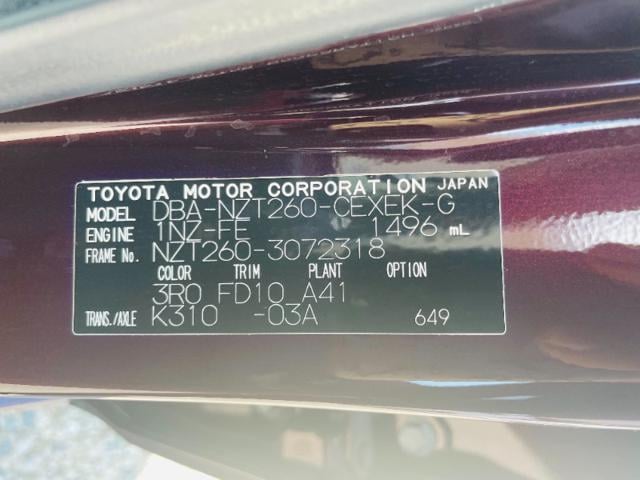 TOYOTA MOTOR CORPORATION JAPAN
MODEL DBA-NZT260-CEXEK-G
ENGINE 1NZ-FE 1496 mL
FRAME No. NZT260-3072318
COLOR TRIM PLANT OPTION
3R0 FD10 A41
TRANS./AXLE K310 -03A 649